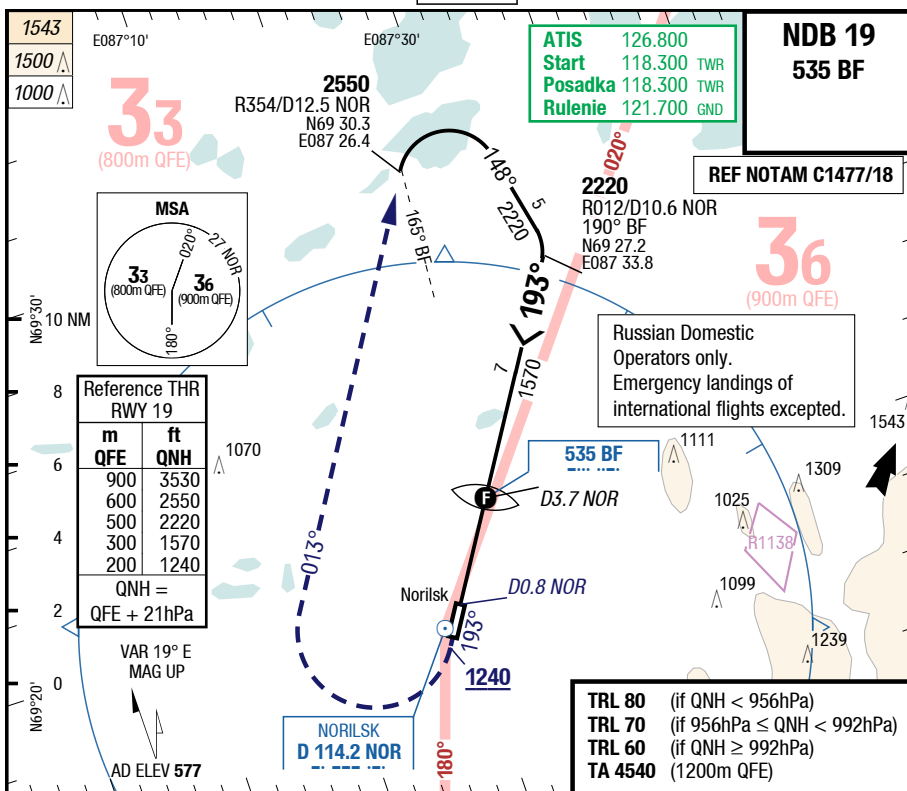 1543
1500
1000
E087°10'
E087°30'
33
(800m QFE)
2550
R354/D12.5 NOR
N69 30.3
E087 26.4
ATIS 126.800
Start 118.300 TWR
Posadka 118.300 TWR
Rulenie 121.700 GND
NDB 19
535 BF
REF NOTAM C1477/18
020°
148°
5
2220
165° BF
2220
R012/D10.6 NOR
190° BF
N69 27.2
E087 33.8
36
(900m QFE)
MSA
020°
27 NOR
33
(800m QFE)
36
(900m QFE)
180°
193°
N69°30'
10 NM
8
6
4
2
0
N69°20'
7
1570
Russian Domestic
Operators only.
Emergency landings of
international flights excepted.
Reference THR
RWY 19
m ft
QFE QNH
900 3530
600 2550
500 2220
300 1570
200 1240
QNH =
QFE + 21hPa
1070
535 BF
F
D3.7 NOR
1111
1543
1309
1025
R1138
1099
1239
013°
Norilsk
D0.8 NOR
193°
1240
VAR 19° E
MAG UP
AD ELEV 577
NORILSK
D 114.2 NOR
180°
TRL 80 (if QNH < 956hPa)
TRL 70 (if 956hPa ≤ QNH < 992hPa)
TRL 60 (if QNH ≥ 992hPa)
TA 4540 (1200m QFE)